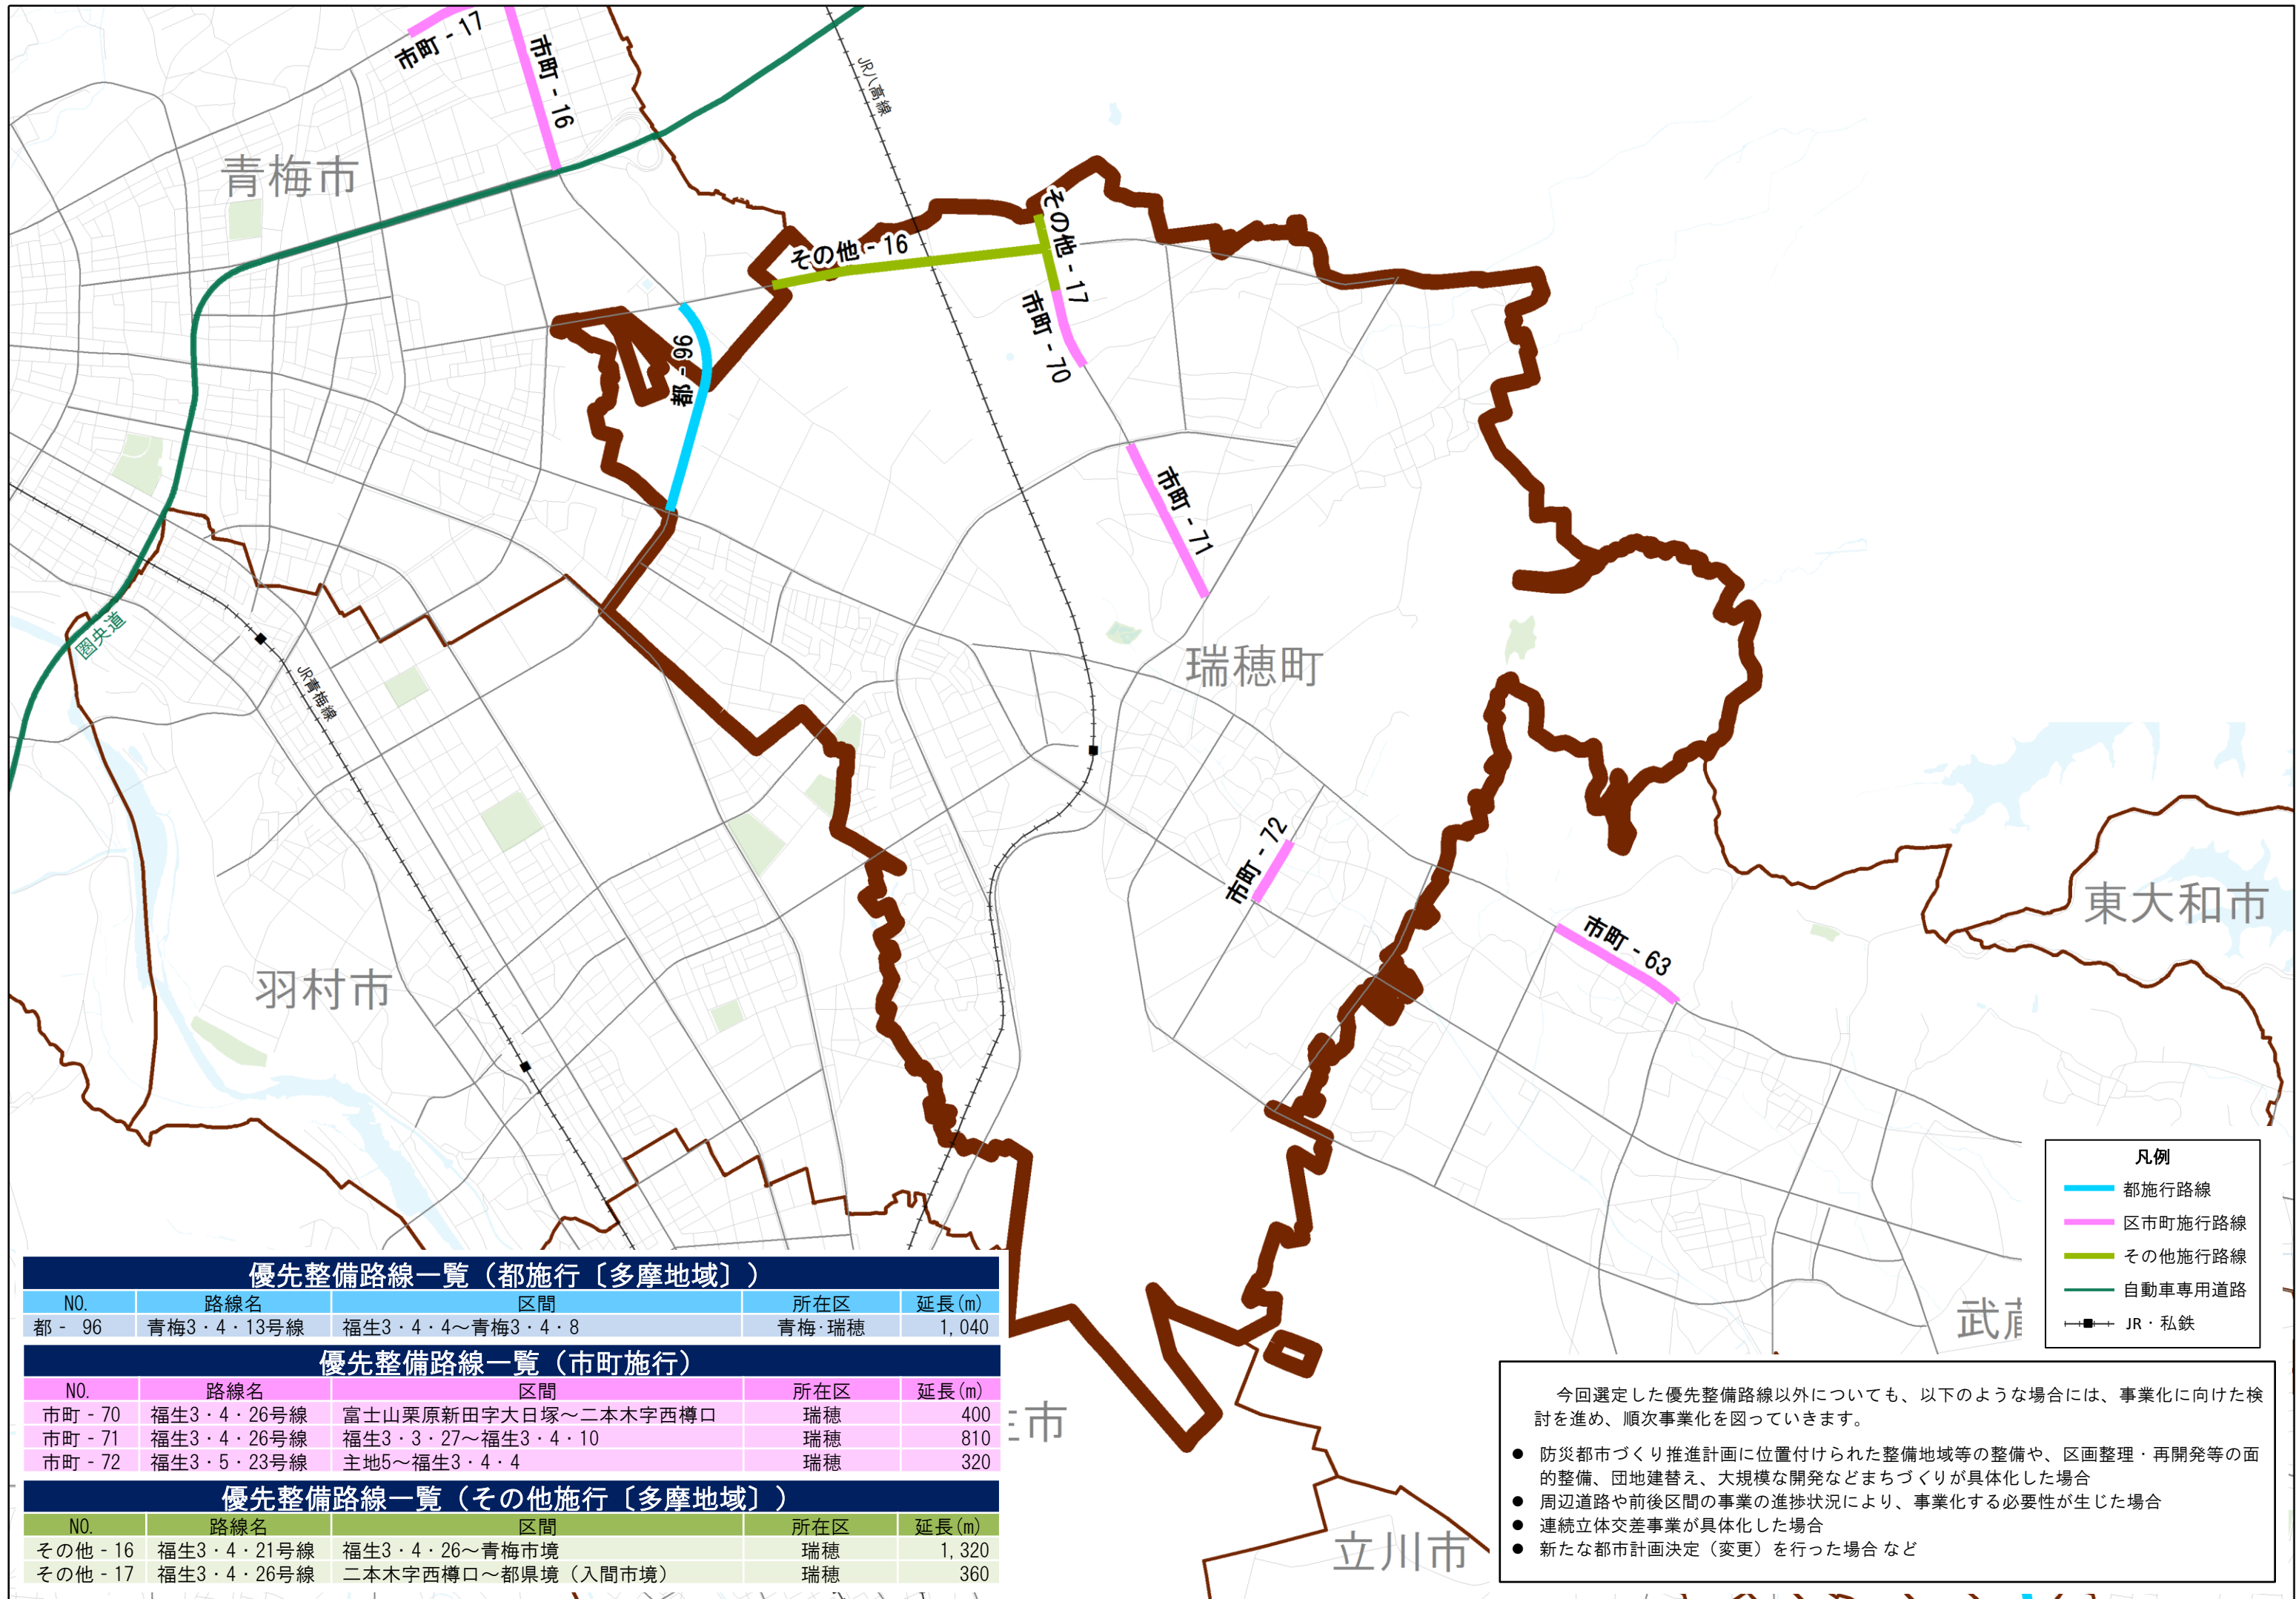 市町 - 17
市町 - 16
JR八高線
青梅市
その他 - 16
その他 - 17
市町 - 70
都 - 96
市町 - 71
圏央道
JR青梅線
瑞穂町
市町 - 72
市町 - 63
東大和市
羽村市
凡例
都施行路線
区市町施行路線
その他施行路線
自動車専用道路
JR・私鉄
武
優先整備路線一覧（都施行〔多摩地域〕）
NO. 路線名 区間 所在区 延長(m)
都 - 96 青梅3・4・13号線 福生3・4・4～青梅3・4・8 青梅・瑞穂 1,040
優先整備路線一覧（市町施行）
NO. 路線名 区間 所在区 延長(m)
市町 - 70 福生3・4・26号線 富士山栗原新田字大日塚～二本木字西樽口 瑞穂 400
市町 - 71 福生3・4・26号線 福生3・3・27～福生3・4・10 瑞穂 810
市町 - 72 福生3・5・23号線 主地5～福生3・4・4 瑞穂 320
優先整備路線一覧（その他施行〔多摩地域〕）
NO. 路線名 区間 所在区 延長(m)
その他 - 16 福生3・4・21号線 福生3・4・26～青梅市境 瑞穂 1,320
その他 - 17 福生3・4・26号線 二本木字西樽口～都県境（入間市境） 瑞穂 360
市
立川市
今回選定した優先整備路線以外についても、以下のような場合には、事業化に向けた検
討を進め、順次事業化を図っていきます。
● 防災都市づくり推進計画に位置付けられた整備地域等の整備や、区画整理・再開発等の面
的整備、団地建替え、大規模な開発などまちづくりが具体化した場合
● 周辺道路や前後区間の事業の進捗状況により、事業化する必要性が生じた場合
● 連続立体交差事業が具体化した場合
● 新たな都市計画決定（変更）を行った場合 など